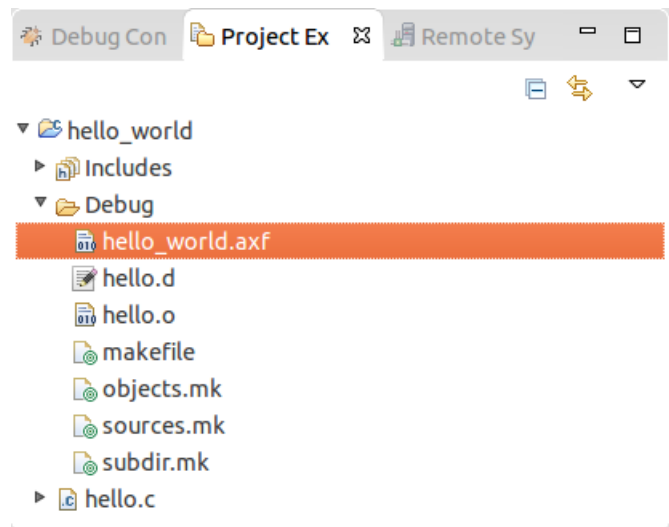 Debug Con Project Ex Remote Sy
hello_world
Includes
Debug
hello_world.axf
hello.d
hello.o
makefile
objects.mk
sources.mk
subdir.mk
hello.c